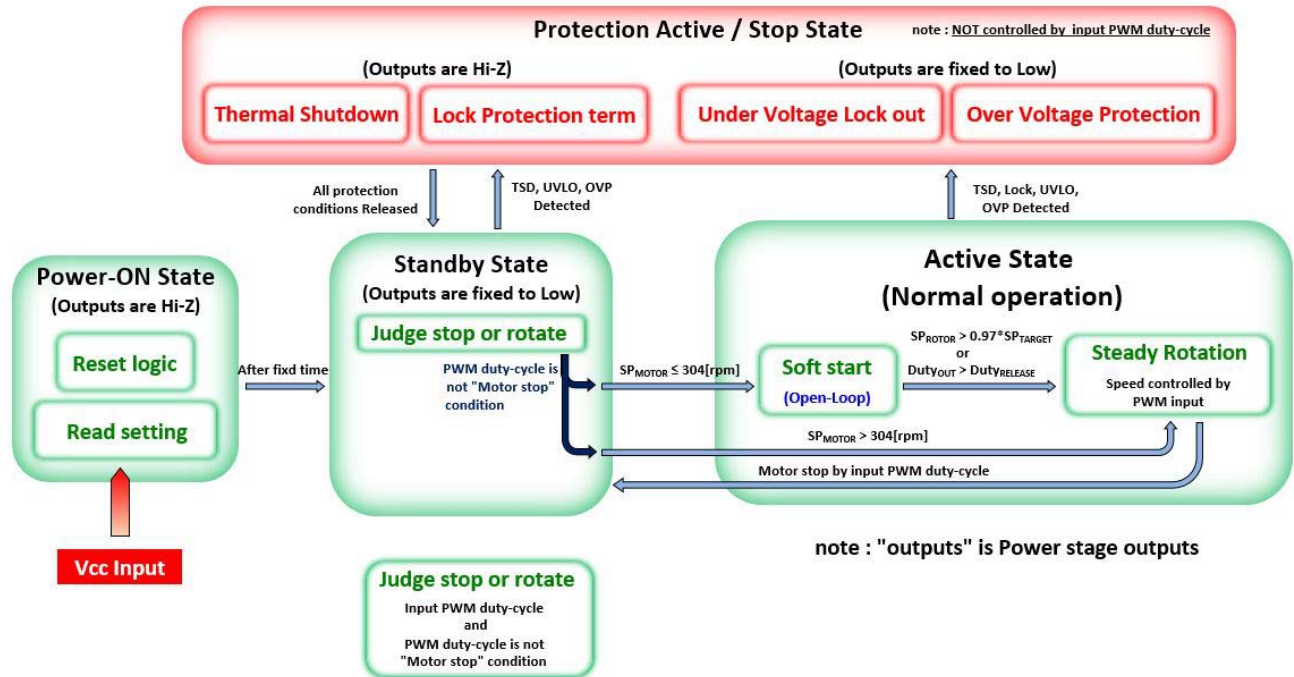 Protection Active / Stop State
note : NOT controlled by input PWM duty-cycle
(Outputs are Hi-Z)
(Outputs are fixed to Low)
Thermal Shutdown
Lock Protection term
Under Voltage Lock out
Over Voltage Protection
All protection
conditions Released
TSD, UVLO, OVP
Detected
TSD, Lock, UVLO,
OVP Detected
Power-ON State
(Outputs are Hi-Z)
Reset logic
Read setting
Vcc Input
After fixd time
Standby State
(Outputs are fixed to Low)
Judge stop or rotate
PWM duty-cycle is
not "Motor stop"
condition
SPMOTOR ≤ 304[rpm]
Active State
(Normal operation)
Soft start
(Open-Loop)
SPROTOR > 0.97*SPTARGET
or
DutyOUT > DutyRELEASE
Steady Rotation
Speed controlled by
PWM input
SPMOTOR > 304[rpm]
Motor stop by input PWM duty-cycle
note : "outputs" is Power stage outputs
Judge stop or rotate
Input PWM duty-cycle
and
PWM duty-cycle is not
"Motor stop" condition